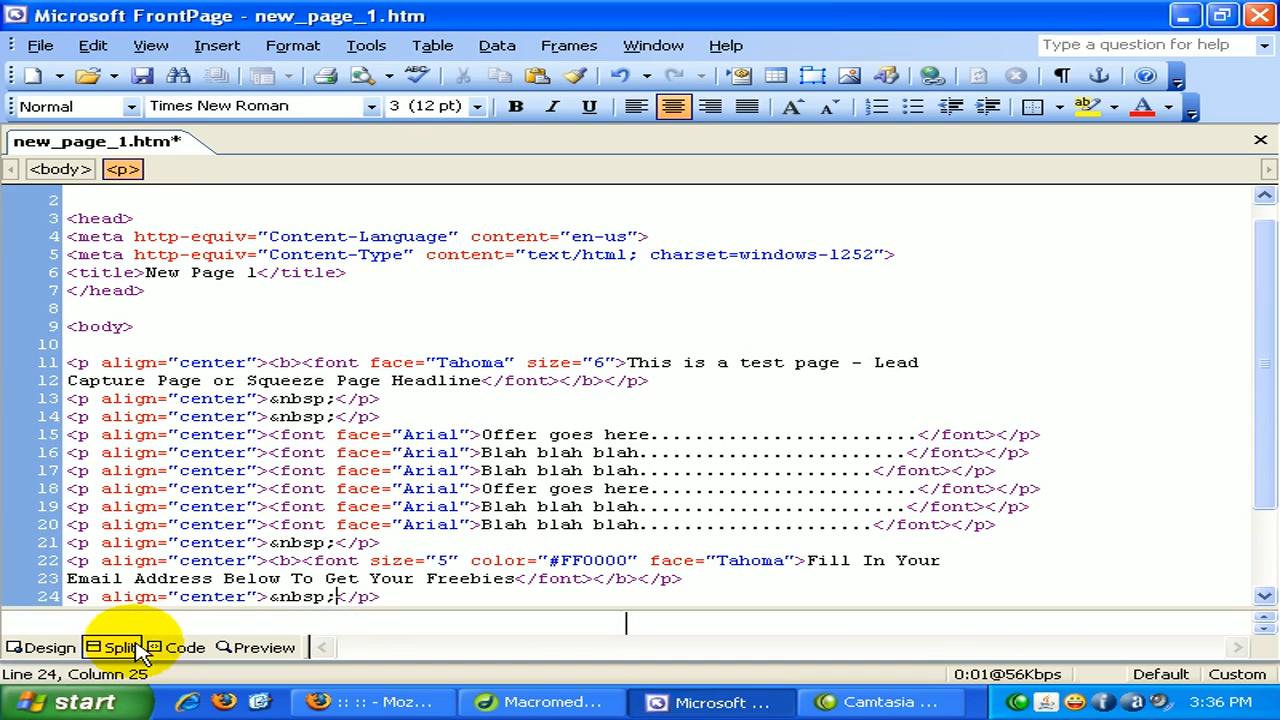 Microsoft FrontPage - new_page_1.htm
File Edit View Insert Format Tools Table Data Frames Window Help Type a question for help
Normal Times New Roman 3 (12 pt) B I U A A ab A
new_page_1.htm*
<body> <p>
2
3 <head>
4 <meta http-equiv="Content-Language" content="en-us">
5 <meta http-equiv="Content-Type" content="text/html; charset=windows-1252">
6 <title>New Page 1</title>
7 </head>
8
9 <body>
10
11 <p align="center"><b><font face="Tahoma" size="6">This is a test page - Lead
12 Capture Page or Squeeze Page Headline</font></b></p>
13 <p align="center">&nbsp;</p>
14 <p align="center">&nbsp;</p>
15 <p align="center"><font face="Arial">Offer goes here........................</font></p>
16 <p align="center"><font face="Arial">Blah blah blah........................</font></p>
17 <p align="center"><font face="Arial">Blah blah blah.....................</font></p>
18 <p align="center"><font face="Arial">Offer goes here........................</font></p>
19 <p align="center"><font face="Arial">Blah blah blah........................</font></p>
20 <p align="center"><font face="Arial">Blah blah blah.....................</font></p>
21 <p align="center">&nbsp;</p>
22 <p align="center"><b><font size="5" color="#FF0000" face="Tahoma">Fill In Your
23 Email Address Below To Get Your Freebies</font></b></p>
24 <p align="center">&nbsp;</p>
Design Split Code Preview
Line 24, Column 25 0:01@56Kbps Default Custom
start :: :: - Moz... Macromed... Microsoft ... Camtasia ... 3:36 PM